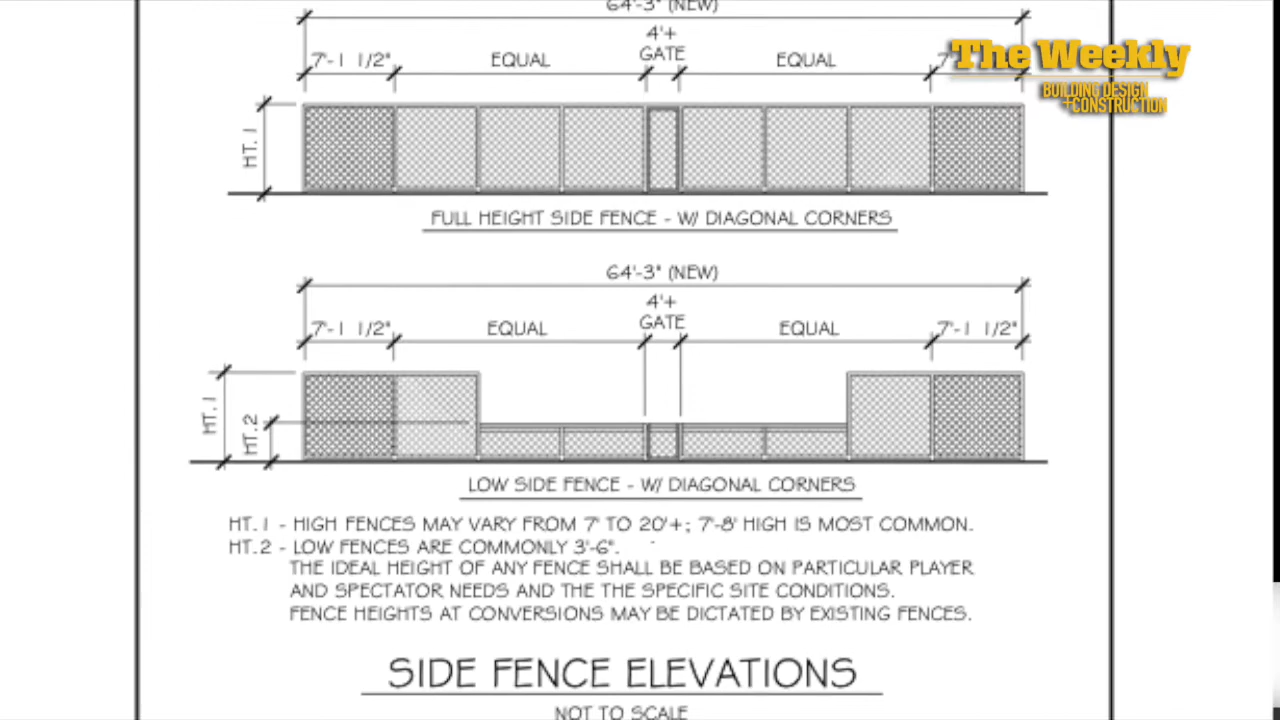 64'-3" (NEW)
4'+
GATE
7'-1 1/2"
EQUAL
EQUAL
The Weekly
BUILDING DESIGN
+CONSTRUCTION
HT. 1
FULL HEIGHT SIDE FENCE - W/ DIAGONAL CORNERS
64'-3" (NEW)
4'+
GATE
7'-1 1/2"
EQUAL
EQUAL
7'-1 1/2"
HT. 1
HT. 2
LOW SIDE FENCE - W/ DIAGONAL CORNERS
HT. 1 - HIGH FENCES MAY VARY FROM 7' TO 20'+; 7'-8' HIGH IS MOST COMMON.
HT. 2 - LOW FENCES ARE COMMONLY 3'-6".
THE IDEAL HEIGHT OF ANY FENCE SHALL BE BASED ON PARTICULAR PLAYER
AND SPECTATOR NEEDS AND THE THE SPECIFIC SITE CONDITIONS.
FENCE HEIGHTS AT CONVERSIONS MAY BE DICTATED BY EXISTING FENCES.
SIDE FENCE ELEVATIONS
NOT TO SCALE